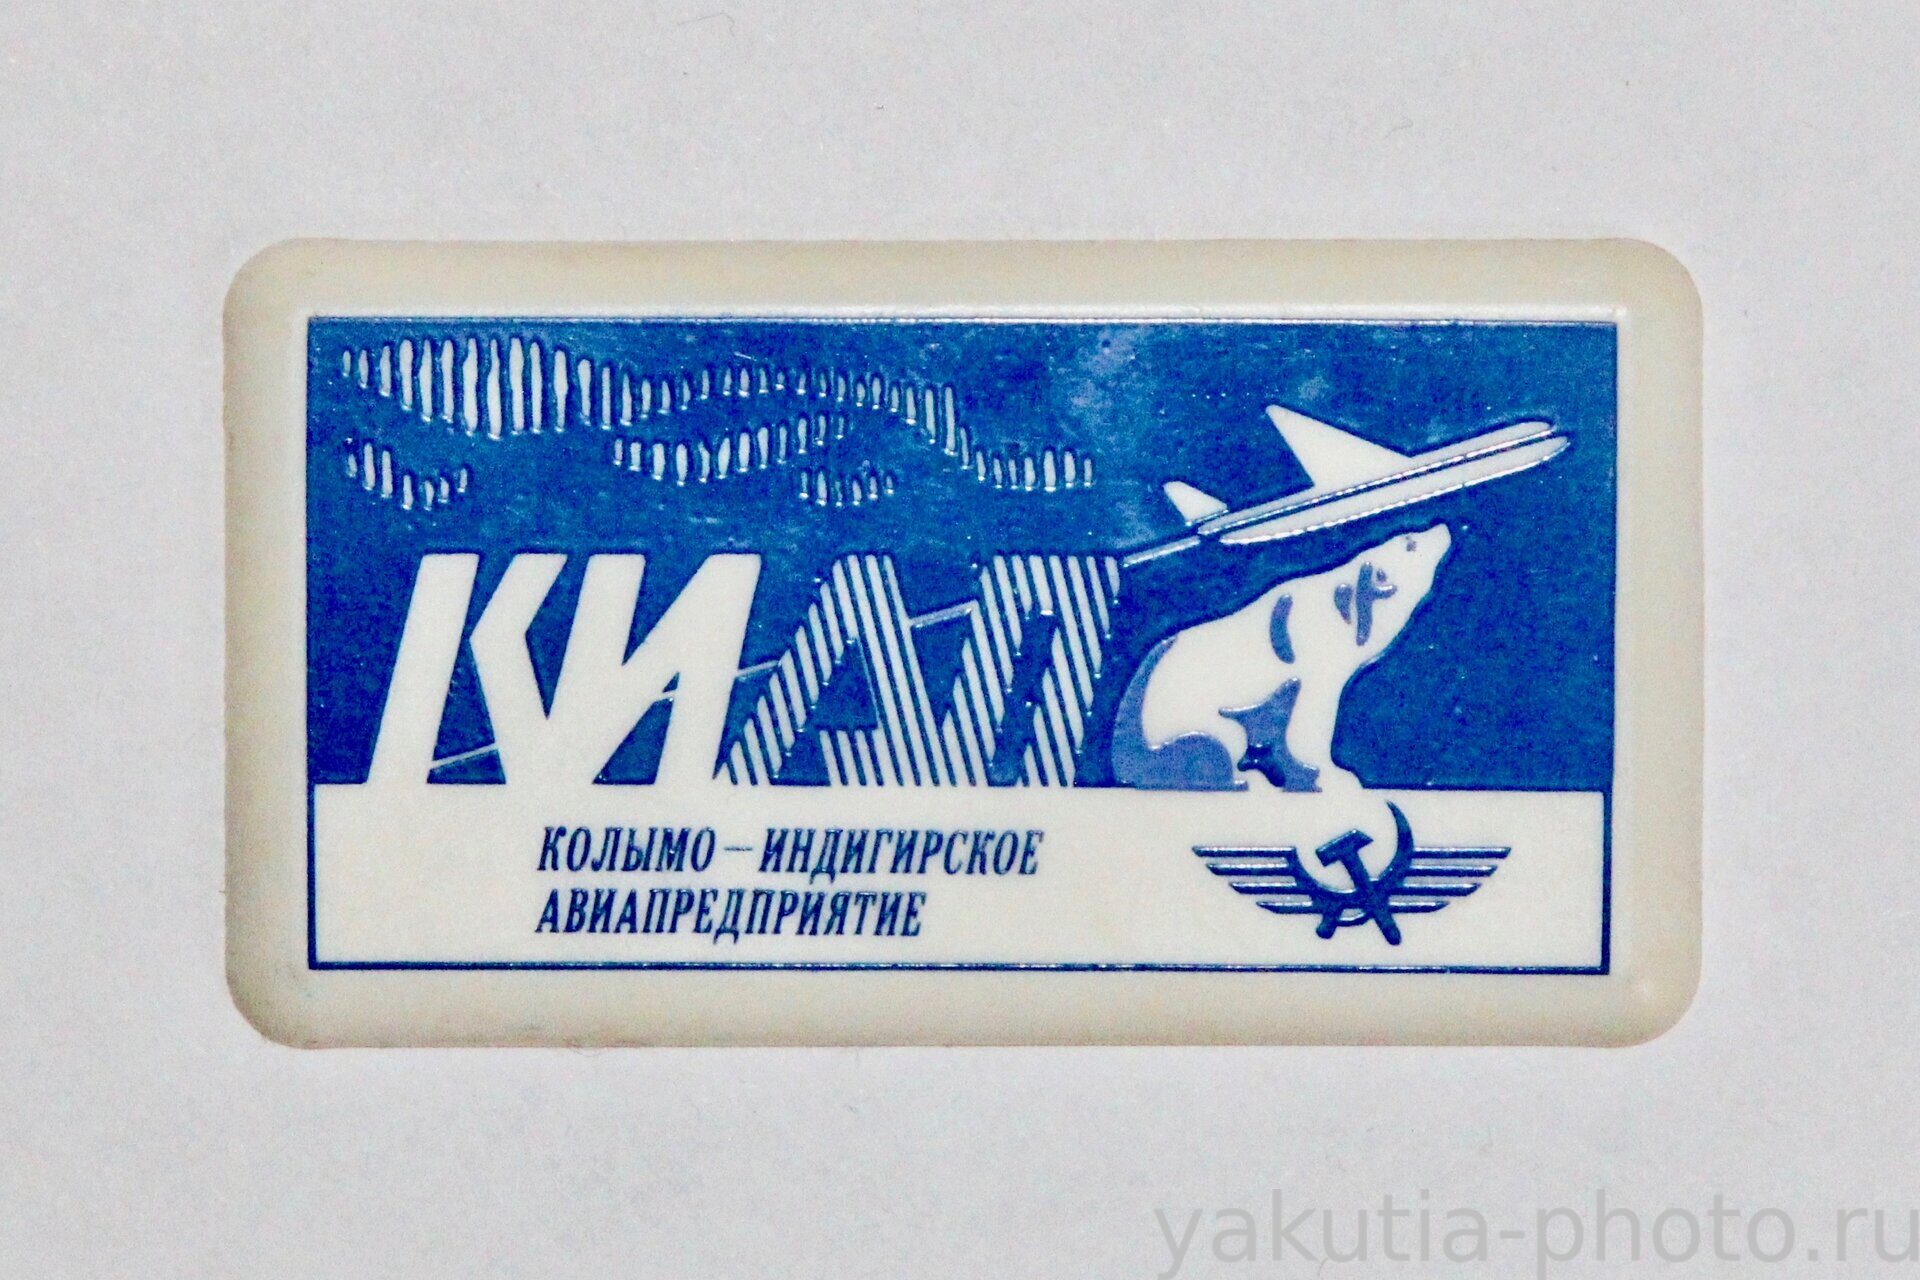 КИАП
КОЛЫМО–ИНДИГИРСКОЕ
АВИАПРЕДПРИЯТИЕ
yakutia-photo.ru